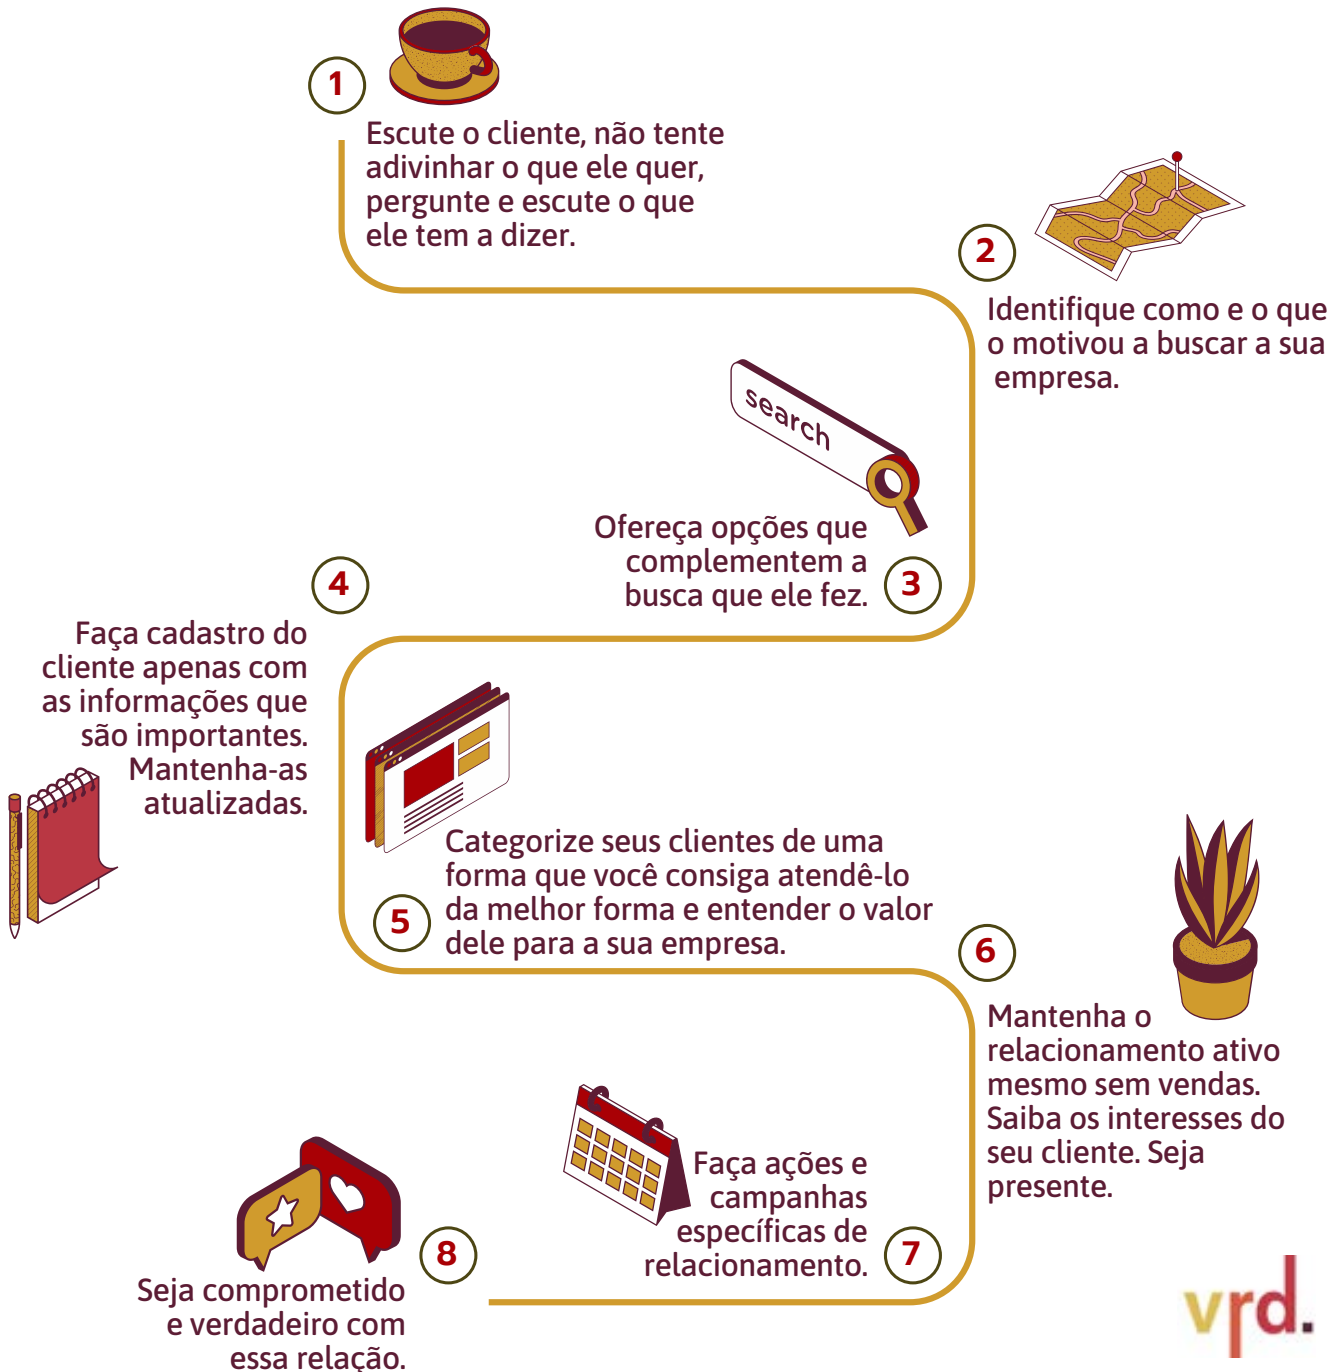 1
Escute o cliente, não tente
adivinhar o que ele quer,
pergunte e escute o que
ele tem a dizer.
2
Identifique como e o que
o motivou a buscar a sua
empresa.
search
Ofereça opções que
complementem a
busca que ele fez.
3
4
Faça cadastro do
cliente apenas com
as informações que
são importantes.
Mantenha-as
atualizadas.
Categorize seus clientes de uma
forma que você consiga atendê-lo
da melhor forma e entender o valor
dele para a sua empresa.
5
6
Mantenha o
relacionamento ativo
mesmo sem vendas.
Saiba os interesses do
seu cliente. Seja
presente.
Faça ações e
campanhas
específicas de
relacionamento.
7
8
Seja comprometido
e verdadeiro com
essa relação.
vrd.